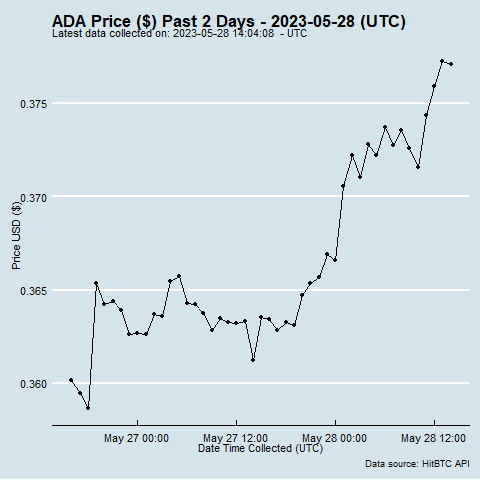 ADA Price ($) Past 2 Days - 2023-05-28 (UTC)
Latest data collected on: 2023-05-28 14:04:08 - UTC
0.375
0.370
0.365
0.360
Price USD ($)
May 27 00:00
May 27 12:00
May 28 00:00
May 28 12:00
Date Time Collected (UTC)
Data source: HitBTC API